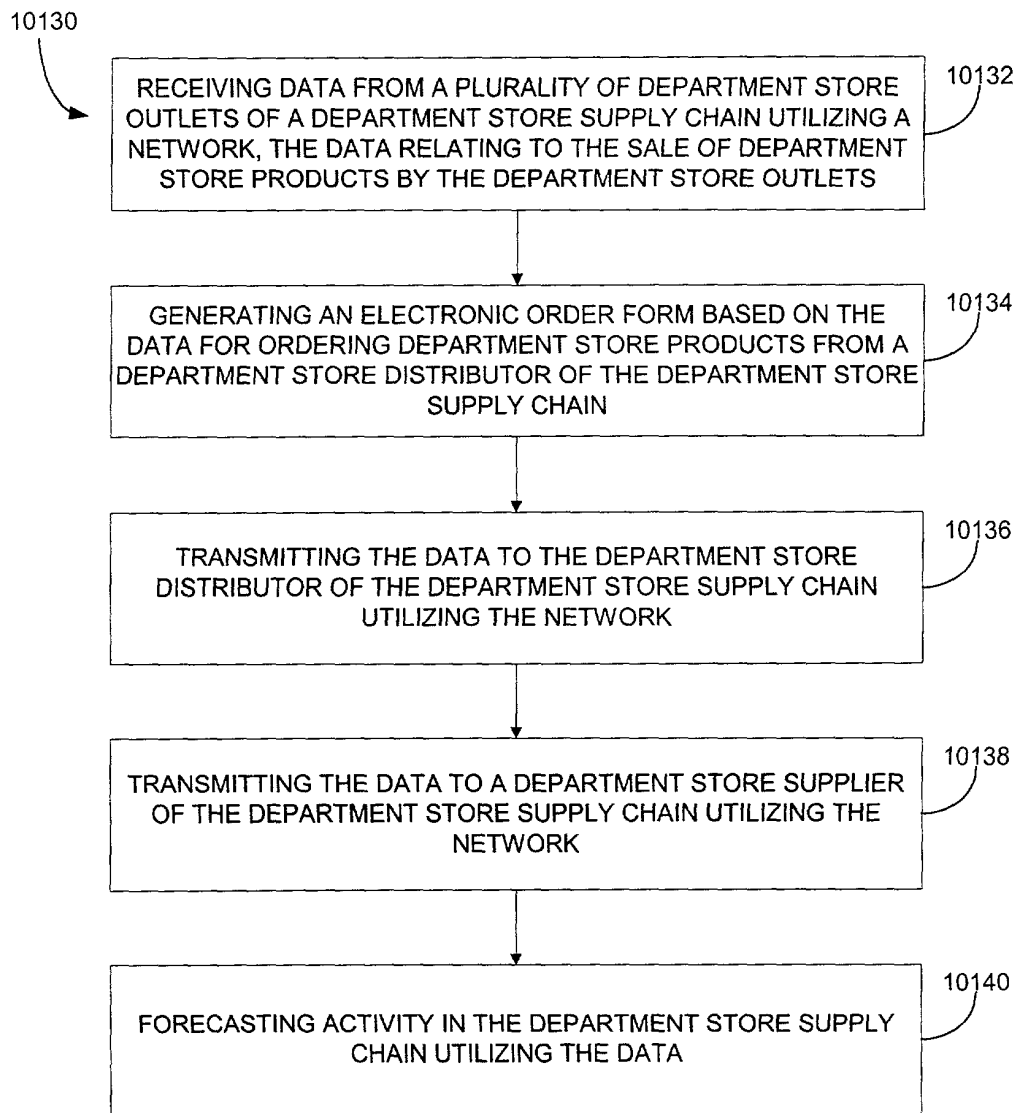 10130
RECEIVING DATA FROM A PLURALITY OF DEPARTMENT STORE
OUTLETS OF A DEPARTMENT STORE SUPPLY CHAIN UTILIZING A
NETWORK, THE DATA RELATING TO THE SALE OF DEPARTMENT
STORE PRODUCTS BY THE DEPARTMENT STORE OUTLETS
10132
GENERATING AN ELECTRONIC ORDER FORM BASED ON THE
DATA FOR ORDERING DEPARTMENT STORE PRODUCTS FROM A
DEPARTMENT STORE DISTRIBUTOR OF THE DEPARTMENT STORE
SUPPLY CHAIN
10134
TRANSMITTING THE DATA TO THE DEPARTMENT STORE
DISTRIBUTOR OF THE DEPARTMENT STORE SUPPLY CHAIN
UTILIZING THE NETWORK
10136
TRANSMITTING THE DATA TO A DEPARTMENT STORE SUPPLIER
OF THE DEPARTMENT STORE SUPPLY CHAIN UTILIZING THE
NETWORK
10138
FORECASTING ACTIVITY IN THE DEPARTMENT STORE SUPPLY
CHAIN UTILIZING THE DATA
10140